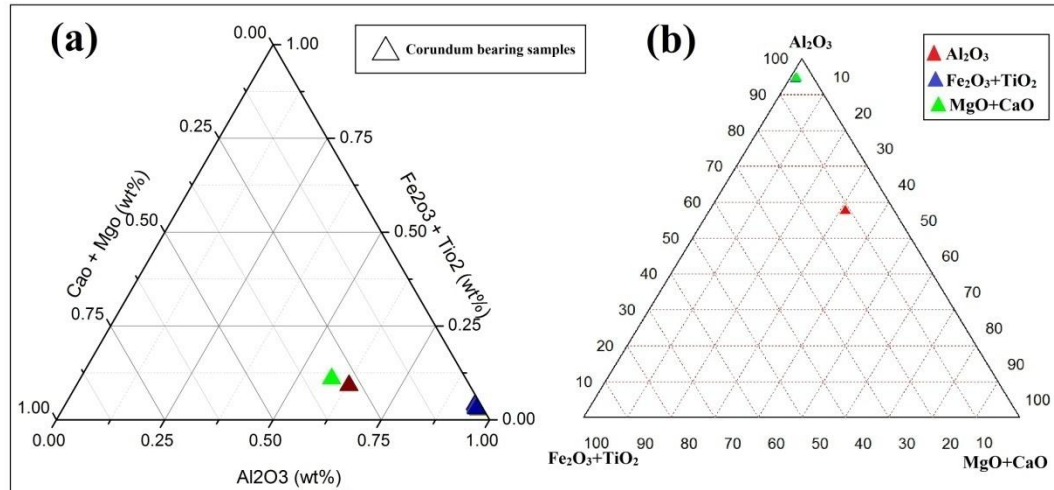 (a)
0.00
1.00
Corundum bearing samples
0.25
0.75
Cao + Mgo (wt%)
Fe2o3 + Tio2 (wt%)
0.50
0.50
0.75
0.25
1.00
0.00
0.00
0.25
0.50
0.75
1.00
Al2O3 (wt%)
(b)
Al₂O₃
Al₂O₃
Fe₂O₃+TiO₂
MgO+CaO
100
90
80
70
60
50
40
30
20
10
10
20
30
40
50
60
70
80
90
100
100 90 80 70 60 50 40 30 20 10
Fe₂O₃+TiO₂
MgO+CaO